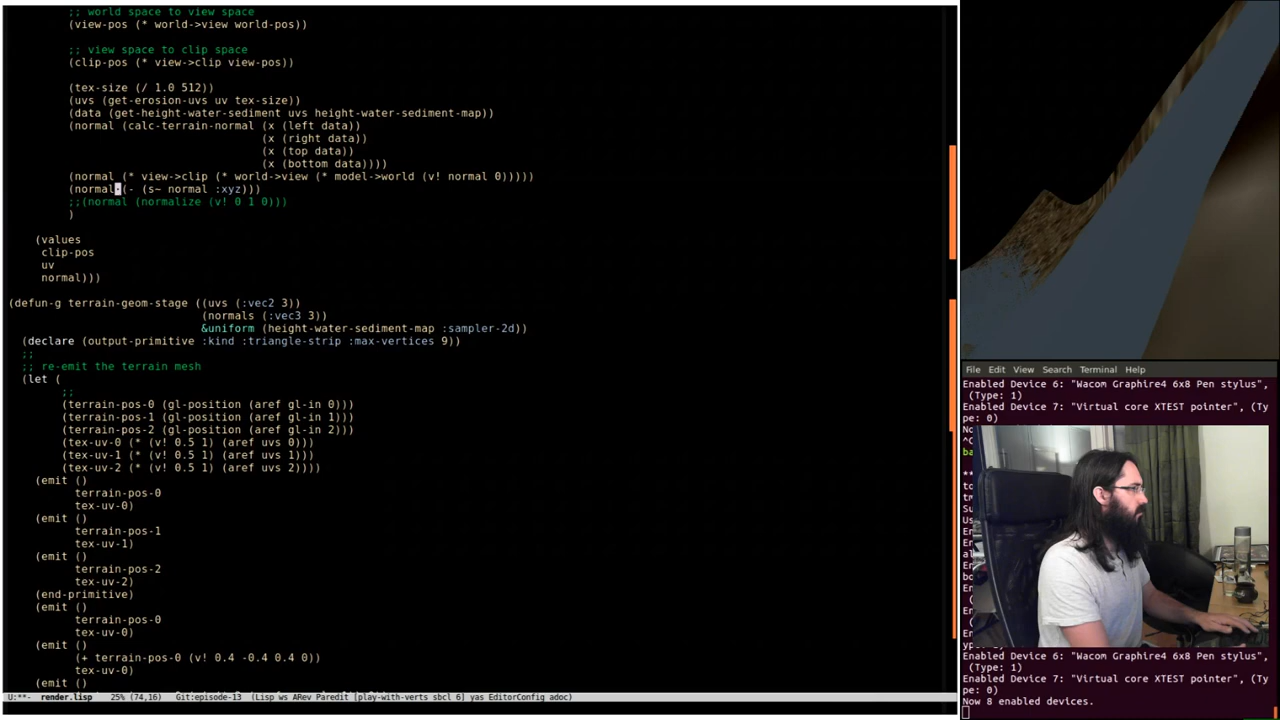 ;; world space to view space
(view-pos (* world->view world-pos))
;; view space to clip space
(clip-pos (* view->clip view-pos))
(tex-size (/ 1.0 512))
(uvs (get-erosion-uvs uv tex-size))
(data (get-height-water-sediment uvs height-water-sediment-map))
(normal (calc-terrain-normal (x (left data))
(x (right data))
(x (top data))
(x (bottom data))))
(normal (* view->clip (* world->view (* model->world (v! normal 0)))))
(normal (- (s~ normal :xyz)))
;;(normal (normalize (v! 0 1 0)))
)
(values
clip-pos
uv
normal)))
(defun-g terrain-geom-stage ((uvs (:vec2 3))
(normals (:vec3 3))
&uniform (height-water-sediment-map :sampler-2d))
(declare (output-primitive :kind :triangle-strip :max-vertices 9))
;;
;; re-emit the terrain mesh
(let (
;;
(terrain-pos-0 (gl-position (aref gl-in 0)))
(terrain-pos-1 (gl-position (aref gl-in 1)))
(terrain-pos-2 (gl-position (aref gl-in 2)))
(tex-uv-0 (* (v! 0.5 1) (aref uvs 0)))
(tex-uv-1 (* (v! 0.5 1) (aref uvs 1)))
(tex-uv-2 (* (v! 0.5 1) (aref uvs 2))))
(emit ()
terrain-pos-0
tex-uv-0)
(emit ()
terrain-pos-1
tex-uv-1)
(emit ()
terrain-pos-2
tex-uv-2)
(end-primitive)
(emit ()
terrain-pos-0
tex-uv-0)
(emit ()
(+ terrain-pos-0 (v! 0.4 -0.4 0.4 0))
tex-uv-0)
(emit ()
U:**- render.lisp 25% (74,16) Git:episode-13 (Lisp ws ARev Paredit [play-with-verts sbcl 6] yas EditorConfig adoc)
File Edit View Search Terminal Help
Enabled Device 6: "Wacom Graphire4 6x8 Pen stylus",
(Type: 1)
Enabled Device 7: "Virtual core XTEST pointer", (Ty
pe: 0)
Enabled Device 6: "Wacom Graphire4 6x8 Pen stylus",
(Type: 1)
Enabled Device 7: "Virtual core XTEST pointer", (Ty
pe: 0)
Now 8 enabled devices.